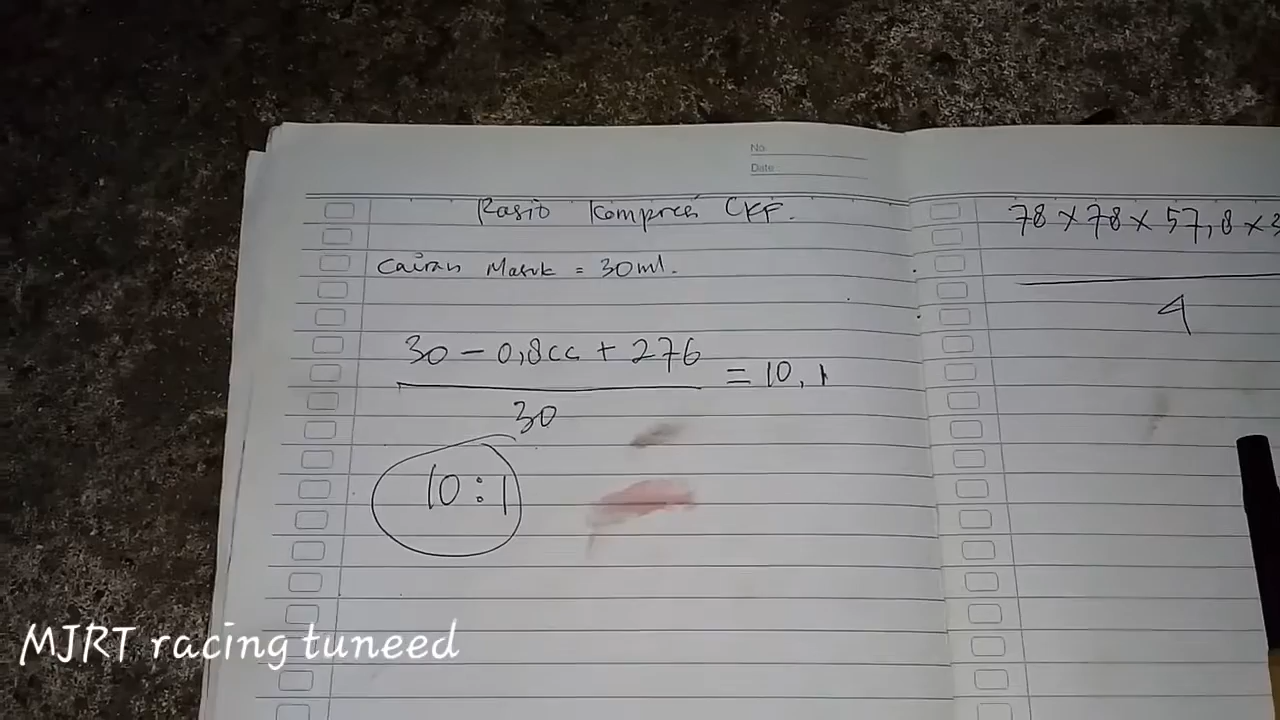 No
Date
Rasio Kompresi CKF.
Cairan Masuk = 30ml.
30 - 0,8cc + 276
= 10,1
30
10:1
78 x 78 x 57,8 x 3
4
MJRT racing tuneed